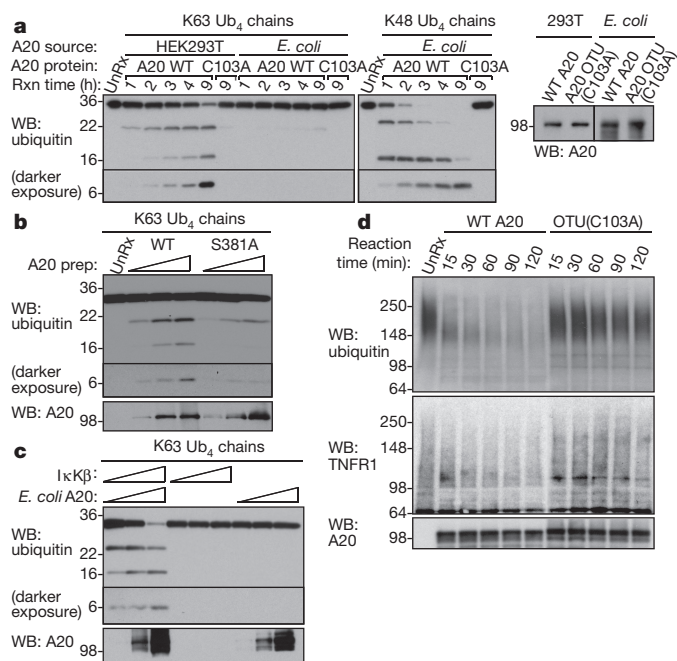 a
K63 Ub4 chains
K48 Ub4 chains
293T
E. coli
A20 source:
HEK293T
E. coli
E. coli
A20 protein:
A20 WT
C103A
A20 WT
C103A
A20 WT
C103A
Rxn time (h):
UnRx
1
2
3
4
9
9
1
2
3
4
9
9
UnRx
1
2
3
4
9
9
WT A20
A20 OTU (C103A)
WT A20
A20 OTU (C103A)
36
22
16
6
WB: ubiquitin
(darker exposure)
36
22
16
6
98
WB: A20
b
K63 Ub4 chains
UnRx
WT
S381A
A20 prep:
36
22
16
WB: ubiquitin
(darker exposure)
6
WB: A20
98
c
K63 Ub4 chains
IκKβ:
E. coli A20:
36
22
16
WB: ubiquitin
(darker exposure)
6
WB: A20
98
d
WT A20
OTU(C103A)
Reaction time (min):
UnRx
15
30
60
90
120
15
30
60
90
120
250
148
98
64
WB: ubiquitin
250
148
98
64
WB: TNFR1
WB: A20
98